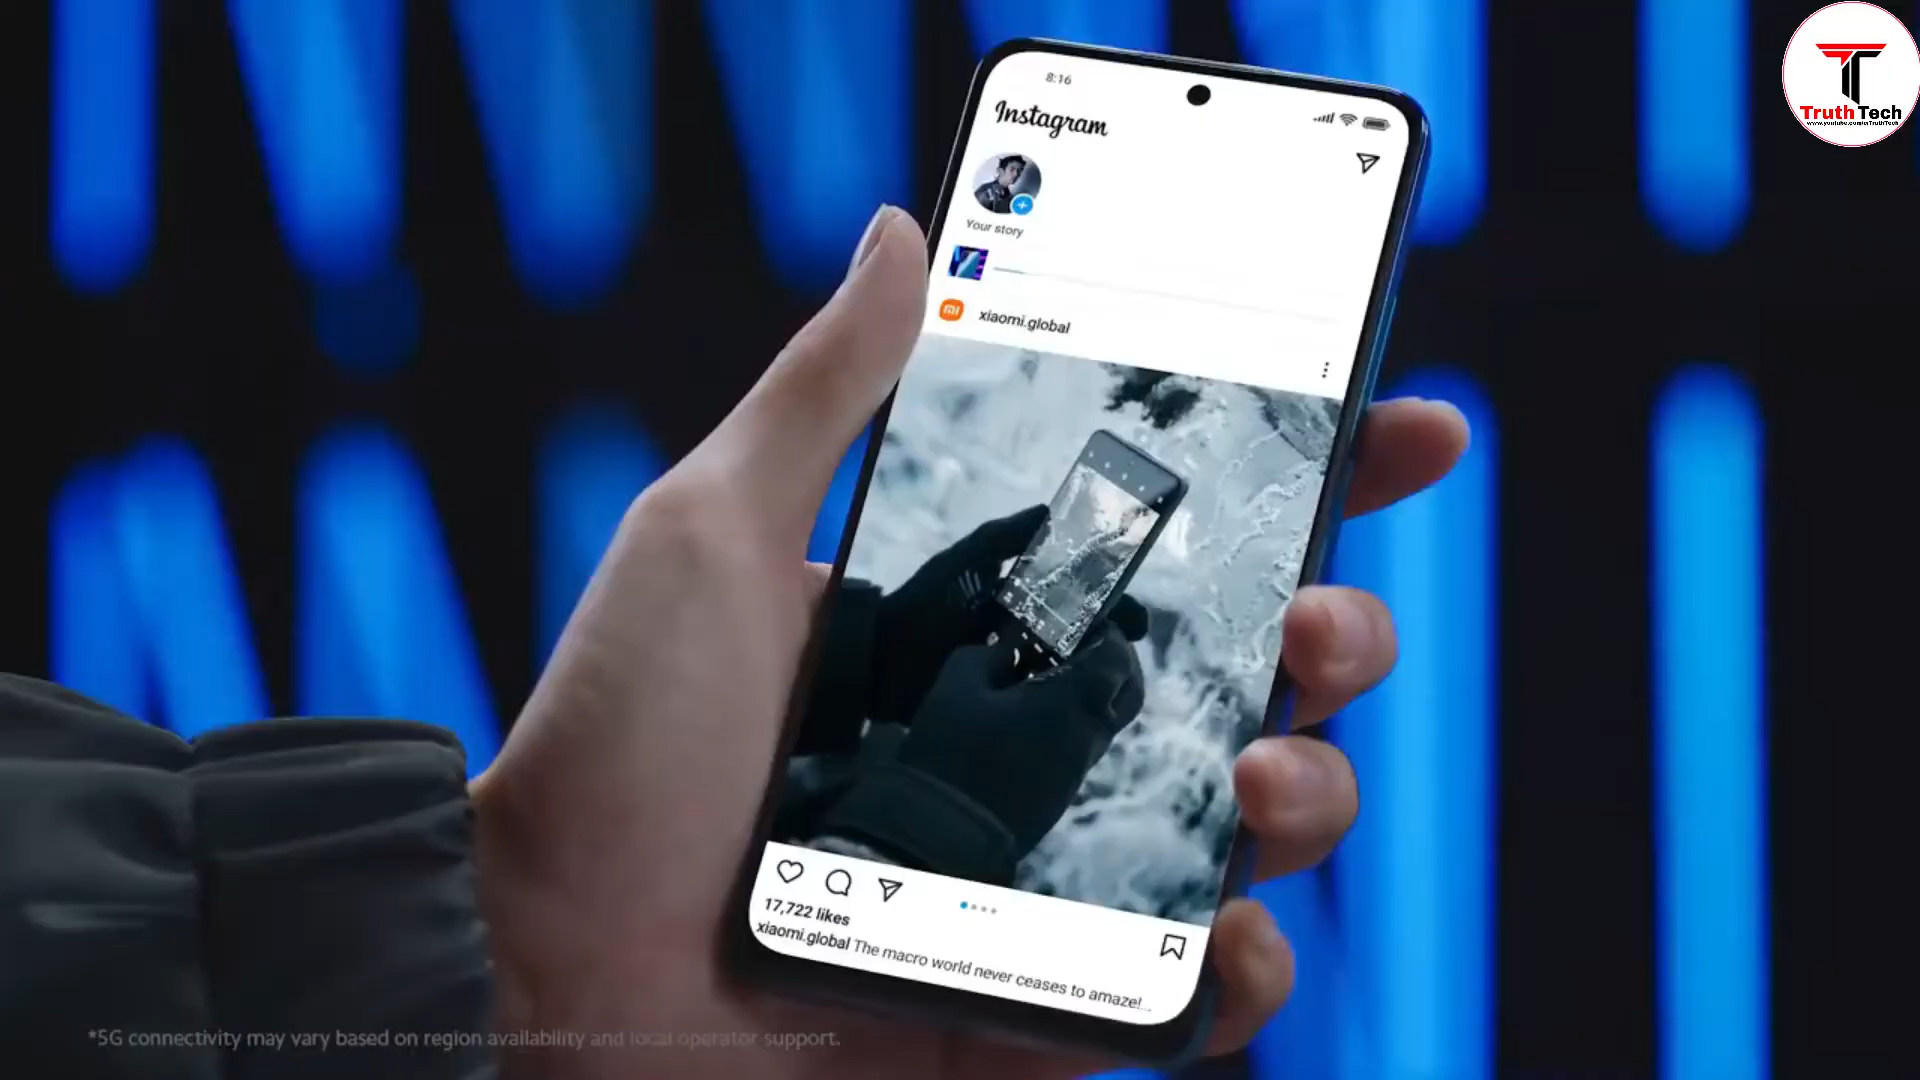 8:16
Instagram
Your story
mi
xiaomi.global
17,722 likes
xiaomi.global The macro world never ceases to amaze!...
*5G connectivity may vary based on region availability and local operator support.
Truth Tech